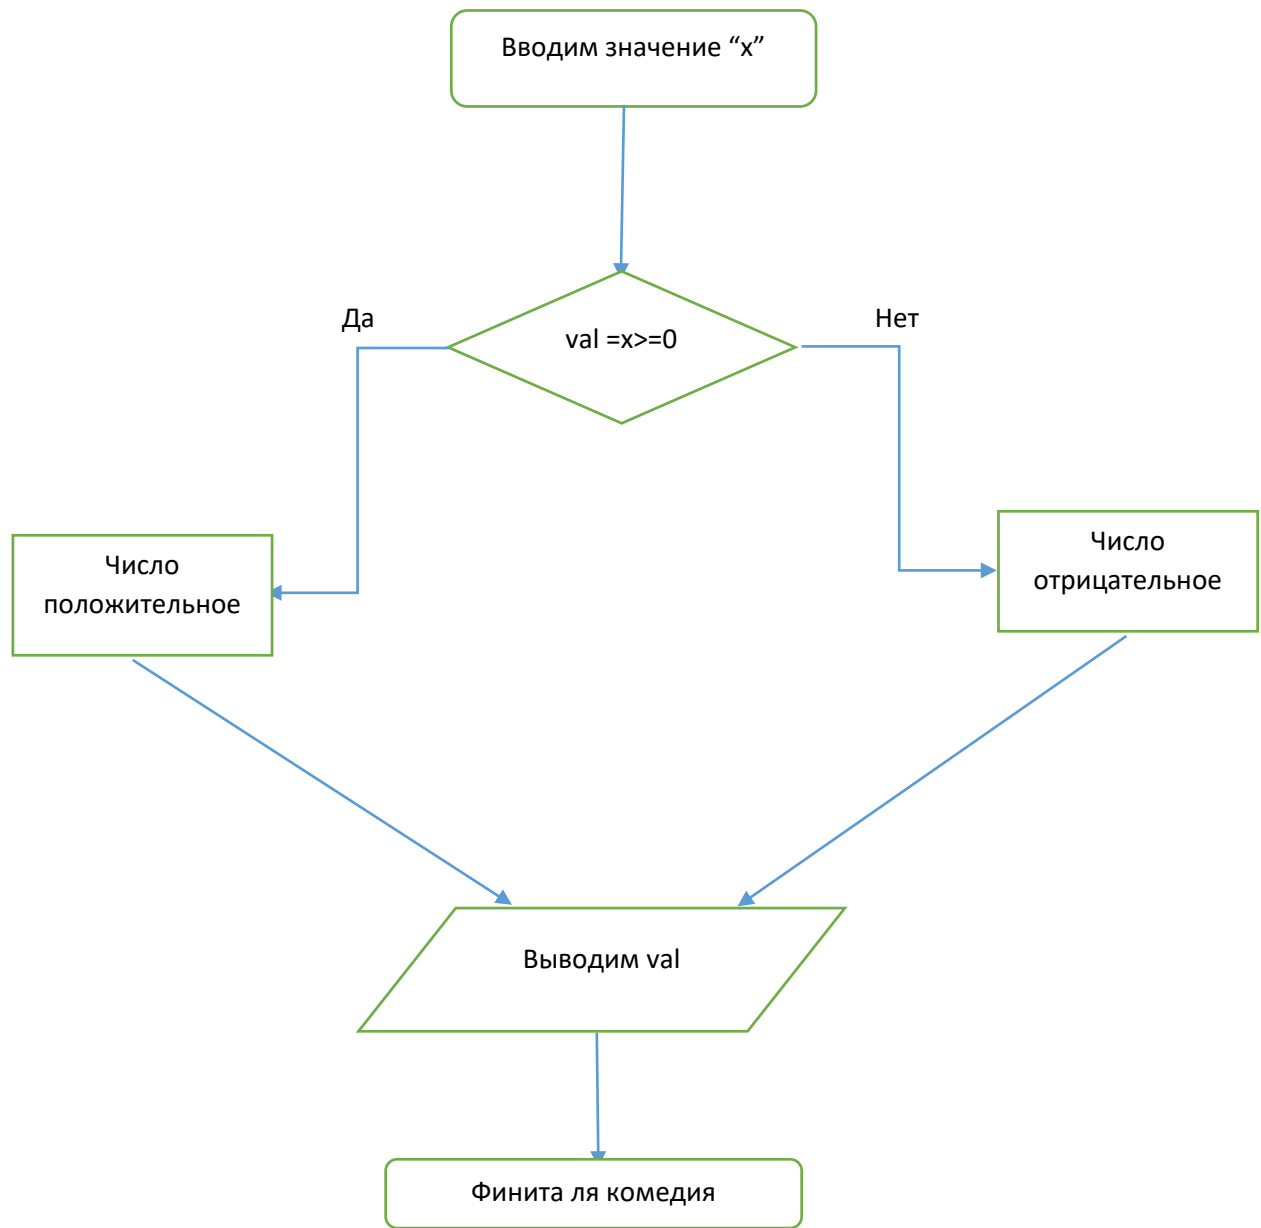 Вводим значение “x”
Да
val =x>=0
Нет
Число
положительное
Число
отрицательное
Выводим val
Финита ля комедия